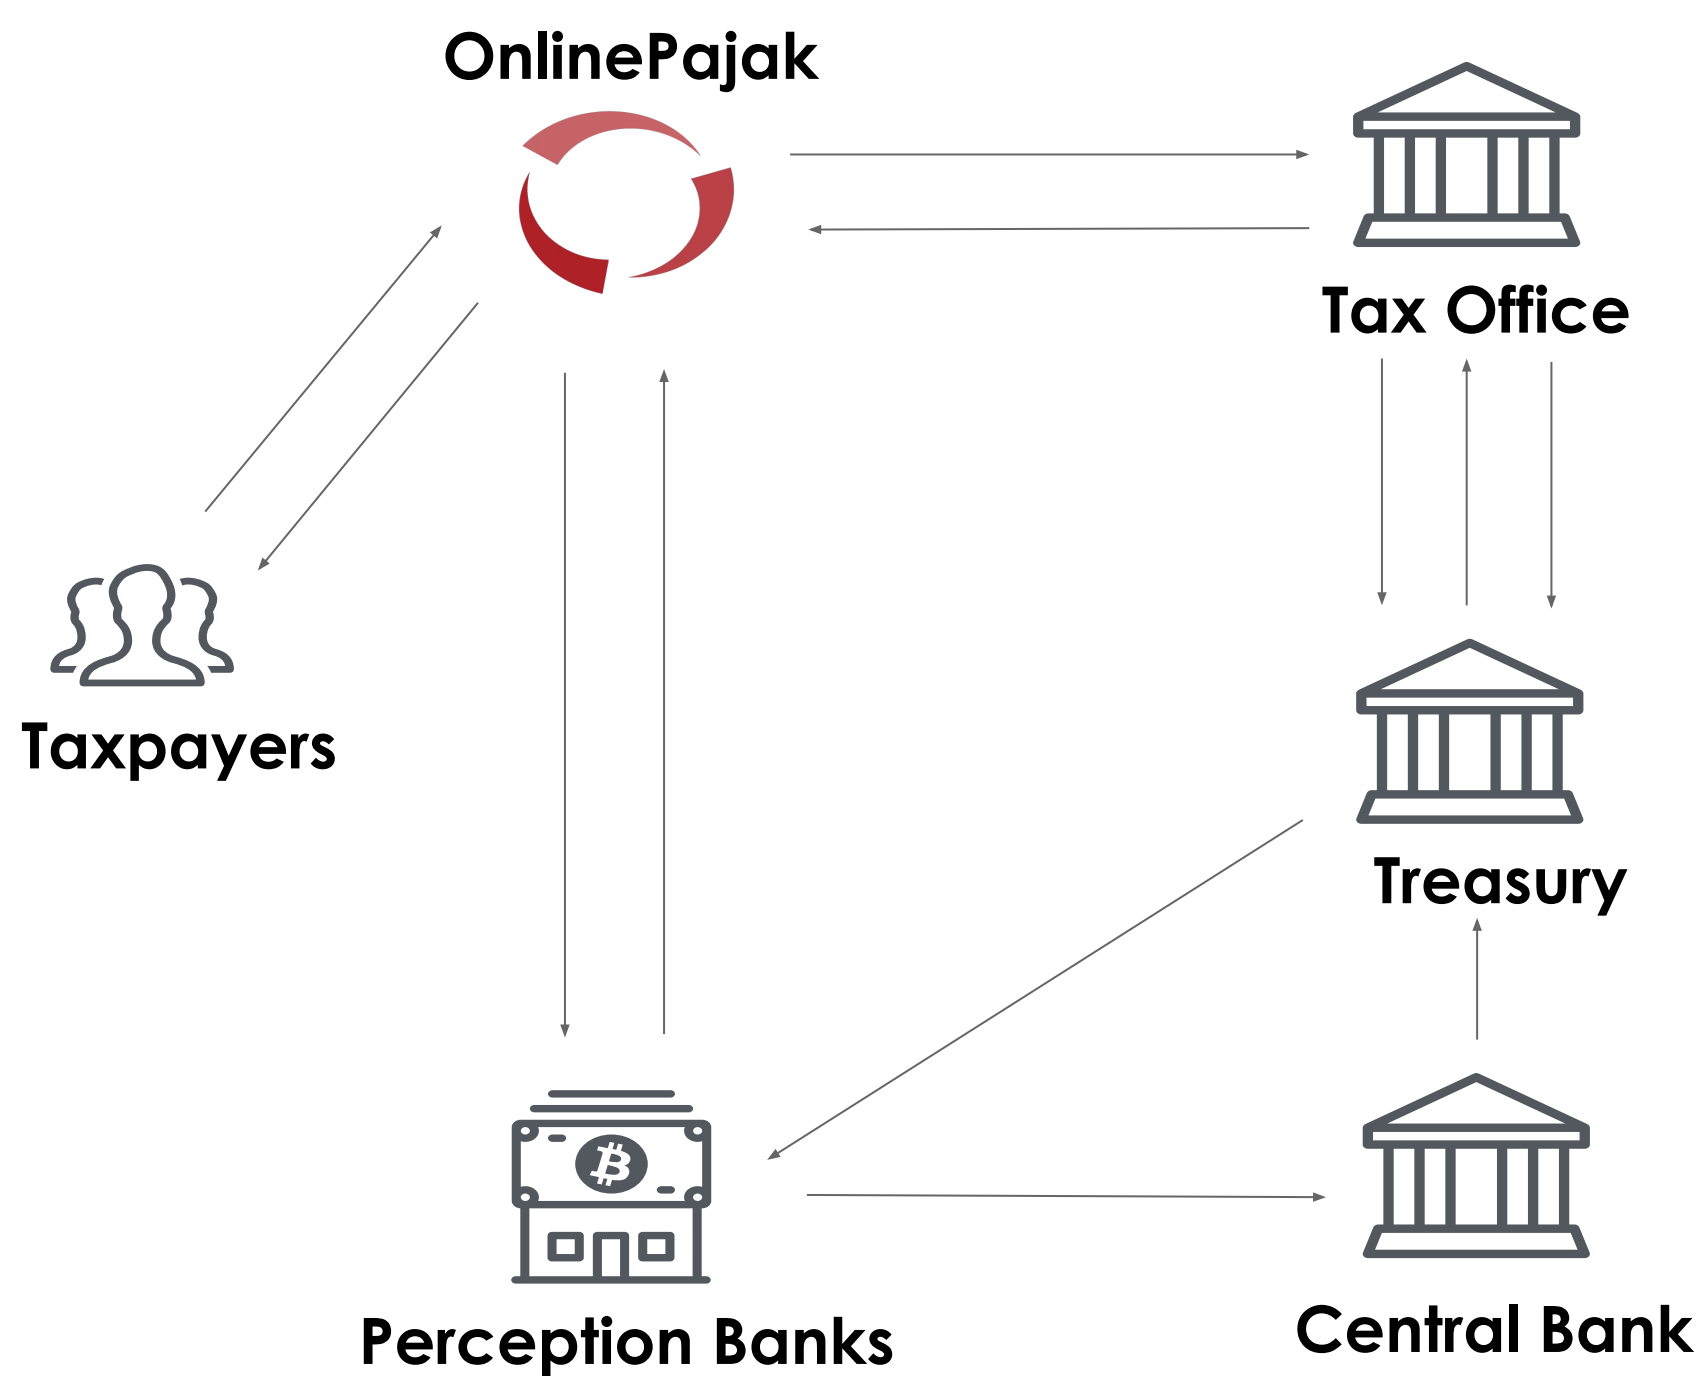 OnlinePajak
Tax Office
Taxpayers
Treasury
Perception Banks
Central Bank